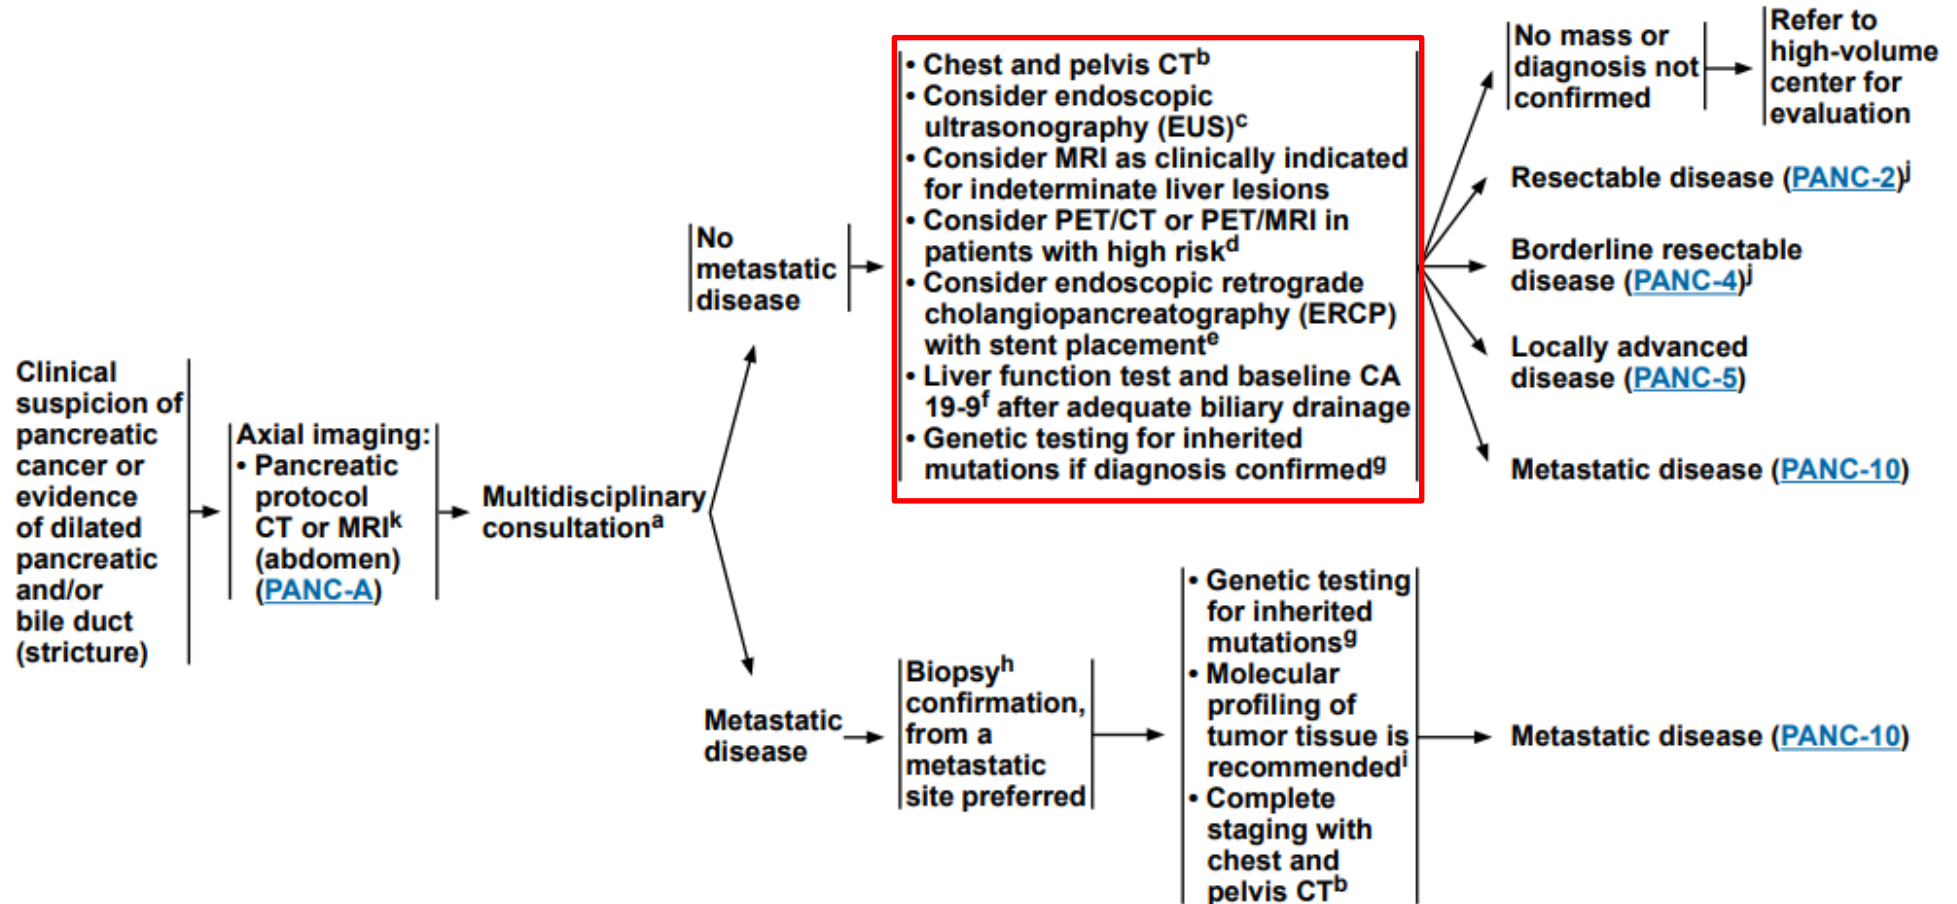 Clinical
suspicion of
pancreatic
cancer or
evidence
of dilated
pancreatic
and/or
bile duct
(stricture)
Axial imaging:
• Pancreatic
protocol
CT or MRIk
(abdomen)
(PANC-A)
Multidisciplinary
consultationa
No
metastatic
disease
• Chest and pelvis CTb
• Consider endoscopic
ultrasonography (EUS)c
• Consider MRI as clinically indicated
for indeterminate liver lesions
• Consider PET/CT or PET/MRI in
patients with high riskd
• Consider endoscopic retrograde
cholangiopancreatography (ERCP)
with stent placemente
• Liver function test and baseline CA
19-9f after adequate biliary drainage
• Genetic testing for inherited
mutations if diagnosis confirmedg
No mass or
diagnosis not
confirmed
Refer to
high-volume
center for
evaluation
Resectable disease (PANC-2)j
Borderline resectable
disease (PANC-4)j
Locally advanced
disease (PANC-5)
Metastatic disease (PANC-10)
Metastatic
disease
Biopsyh
confirmation,
from a
metastatic
site preferred
• Genetic testing
for inherited
mutationsg
• Molecular
profiling of
tumor tissue is
recommendedi
• Complete
staging with
chest and
pelvis CTb
Metastatic disease (PANC-10)